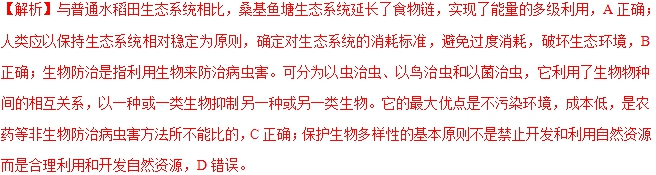 【解析】与普通水稻田生态系统相比，桑基鱼塘生态系统延长了食物链，实现了能量的多级利用，A 正确；
人类应以保持生态系统相对稳定为原则，确定对生态系统的消耗标准，避免过度消耗，破坏生态环境，B
正确；生物防治是指利用生物来防治病虫害。可分为以虫治虫、以鸟治虫和以菌治虫，它利用了生物物种
间的相互关系，以一种或一类生物抑制另一种或另一类生物。它的最大优点是不污染环境，成本低，是农
药等非生物防治病虫害方法所不能比的，C 正确；保护生物多样性的基本原则不是禁止开发和利用自然资源
而是合理利用和开发自然资源，D 错误。